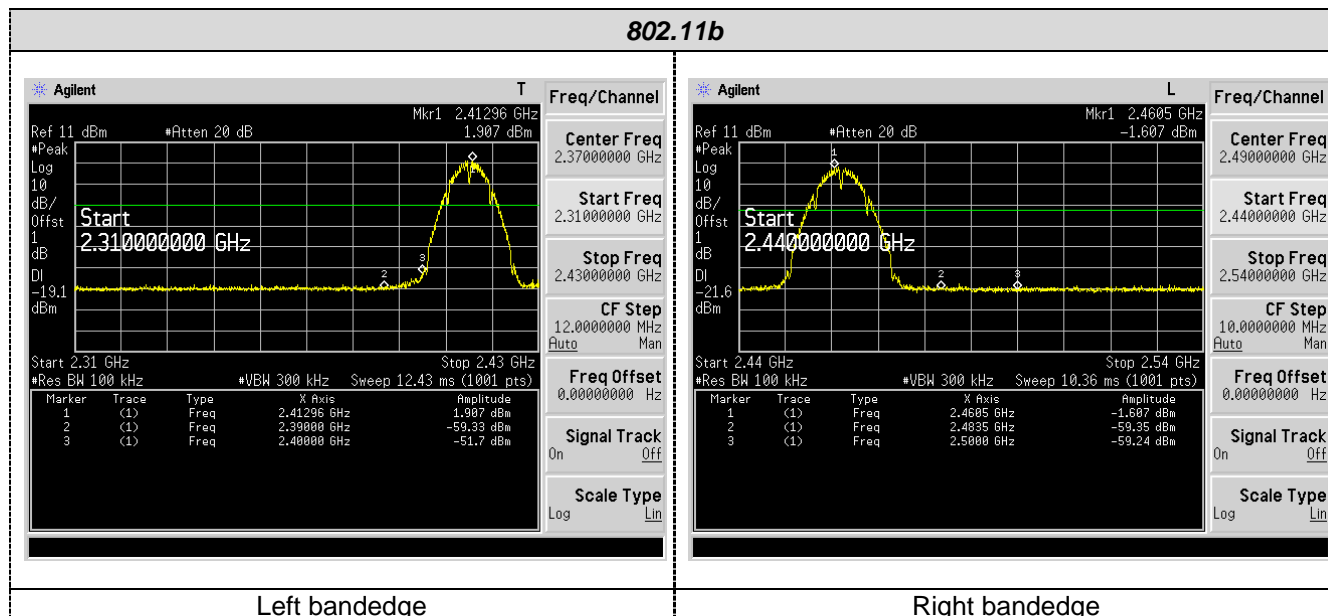 802.11b
Agilent T
Mkr1 2.41296 GHz
Ref 11 dBm #Atten 20 dB 1.907 dBm
#Peak
Log
10
dB/
Offst
1
dB
DI
-19.1
dBm
1
2
3
Start
2.310000000 GHz
Start 2.31 GHz Stop 2.43 GHz
#Res BW 100 kHz #VBW 300 kHz Sweep 12.43 ms (1001 pts)
Marker Trace Type X Axis Amplitude
1 (1) Freq 2.41296 GHz 1.907 dBm
2 (1) Freq 2.39000 GHz -59.33 dBm
3 (1) Freq 2.40000 GHz -51.7 dBm
Freq/Channel
Center Freq
2.37000000 GHz
Start Freq
2.31000000 GHz
Stop Freq
2.43000000 GHz
CF Step
12.0000000 MHz
Auto Man
Freq Offset
0.00000000 Hz
Signal Track
On Off
Scale Type
Log Lin
Left bandedge
Agilent L
Mkr1 2.4605 GHz
Ref 11 dBm #Atten 20 dB -1.607 dBm
#Peak
Log
10
dB/
Offst
1
dB
DI
-21.6
dBm
1
2
3
Start
2.440000000 GHz
Start 2.44 GHz Stop 2.54 GHz
#Res BW 100 kHz #VBW 300 kHz Sweep 10.36 ms (1001 pts)
Marker Trace Type X Axis Amplitude
1 (1) Freq 2.4605 GHz -1.607 dBm
2 (1) Freq 2.4835 GHz -59.35 dBm
3 (1) Freq 2.5000 GHz -59.24 dBm
Freq/Channel
Center Freq
2.49000000 GHz
Start Freq
2.44000000 GHz
Stop Freq
2.54000000 GHz
CF Step
10.0000000 MHz
Auto Man
Freq Offset
0.00000000 Hz
Signal Track
On Off
Scale Type
Log Lin
Right bandedge